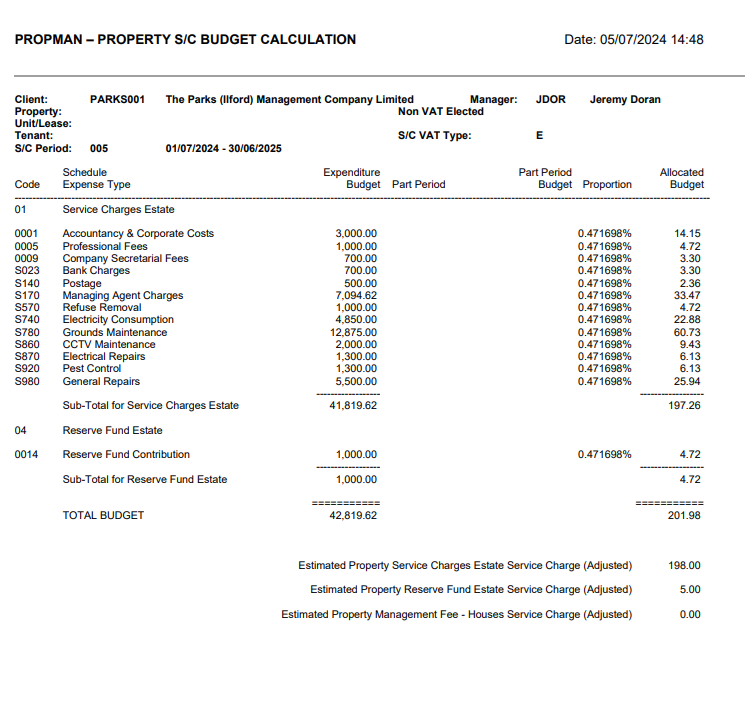 PROPMAN – PROPERTY S/C BUDGET CALCULATION Date: 05/07/2024 14:48
Client: PARKS001 The Parks (Ilford) Management Company Limited Manager: JDOR Jeremy Doran
Property: Non VAT Elected
Unit/Lease:
Tenant: S/C VAT Type: E
S/C Period: 005 01/07/2024 - 30/06/2025
Schedule Expenditure Part Period Allocated
Code Expense Type Budget Part Period Budget Proportion Budget
01 Service Charges Estate
0001 Accountancy & Corporate Costs 3,000.00 0.471698% 14.15
0005 Professional Fees 1,000.00 0.471698% 4.72
0009 Company Secretarial Fees 700.00 0.471698% 3.30
S023 Bank Charges 700.00 0.471698% 3.30
S140 Postage 500.00 0.471698% 2.36
S170 Managing Agent Charges 7,094.62 0.471698% 33.47
S570 Refuse Removal 1,000.00 0.471698% 4.72
S740 Electricity Consumption 4,850.00 0.471698% 22.88
S780 Grounds Maintenance 12,875.00 0.471698% 60.73
S860 CCTV Maintenance 2,000.00 0.471698% 9.43
S870 Electrical Repairs 1,300.00 0.471698% 6.13
S920 Pest Control 1,300.00 0.471698% 6.13
S980 General Repairs 5,500.00 0.471698% 25.94
Sub-Total for Service Charges Estate 41,819.62 197.26
04 Reserve Fund Estate
0014 Reserve Fund Contribution 1,000.00 0.471698% 4.72
Sub-Total for Reserve Fund Estate 1,000.00 4.72
=========== ===========
TOTAL BUDGET 42,819.62 201.98
Estimated Property Service Charges Estate Service Charge (Adjusted) 198.00
Estimated Property Reserve Fund Estate Service Charge (Adjusted) 5.00
Estimated Property Management Fee - Houses Service Charge (Adjusted) 0.00